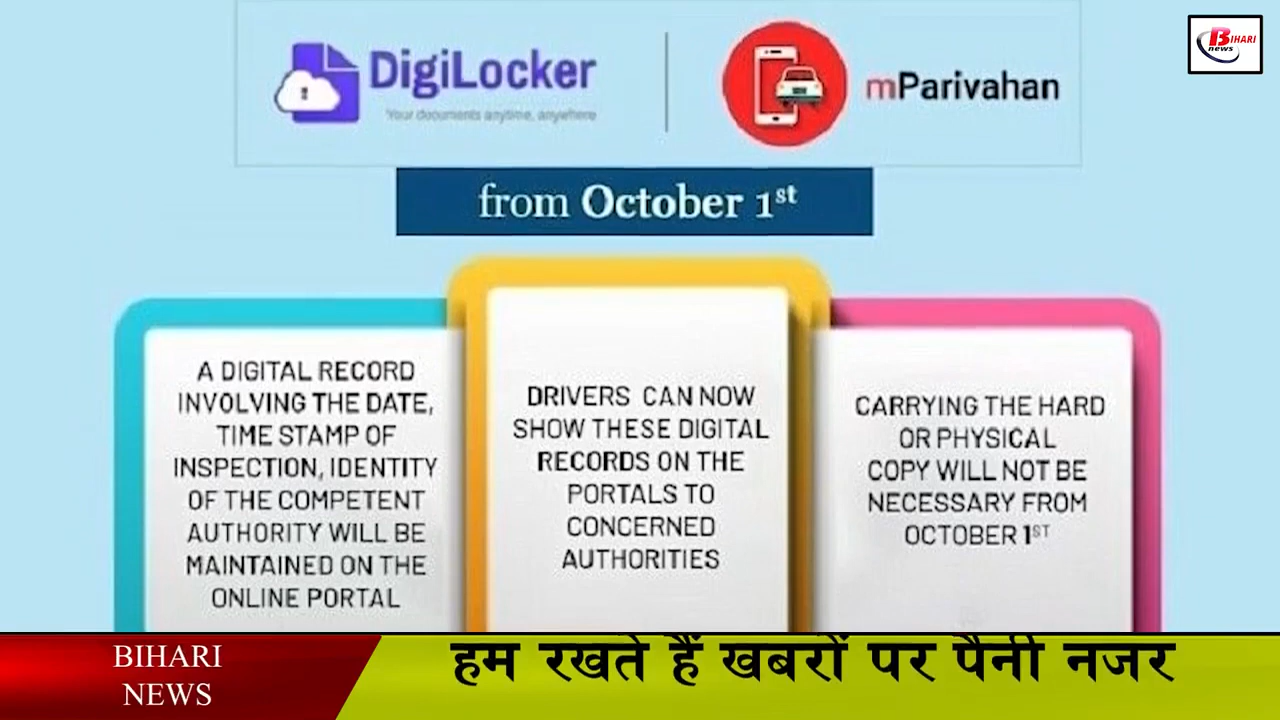 DigiLocker
Your documents anytime, anywhere
mParivahan
BIHARI
news
from October 1st
A DIGITAL RECORD
INVOLVING THE DATE,
TIME STAMP OF
INSPECTION, IDENTITY
OF THE COMPETENT
AUTHORITY WILL BE
MAINTAINED ON THE
ONLINE PORTAL
DRIVERS CAN NOW
SHOW THESE DIGITAL
RECORDS ON THE
PORTALS TO
CONCERNED
AUTHORITIES
CARRYING THE HARD
OR PHYSICAL
COPY WILL NOT BE
NECESSARY FROM
OCTOBER 1ST
BIHARI
NEWS
हम रखते हैं खबरों पर पैनी नजर